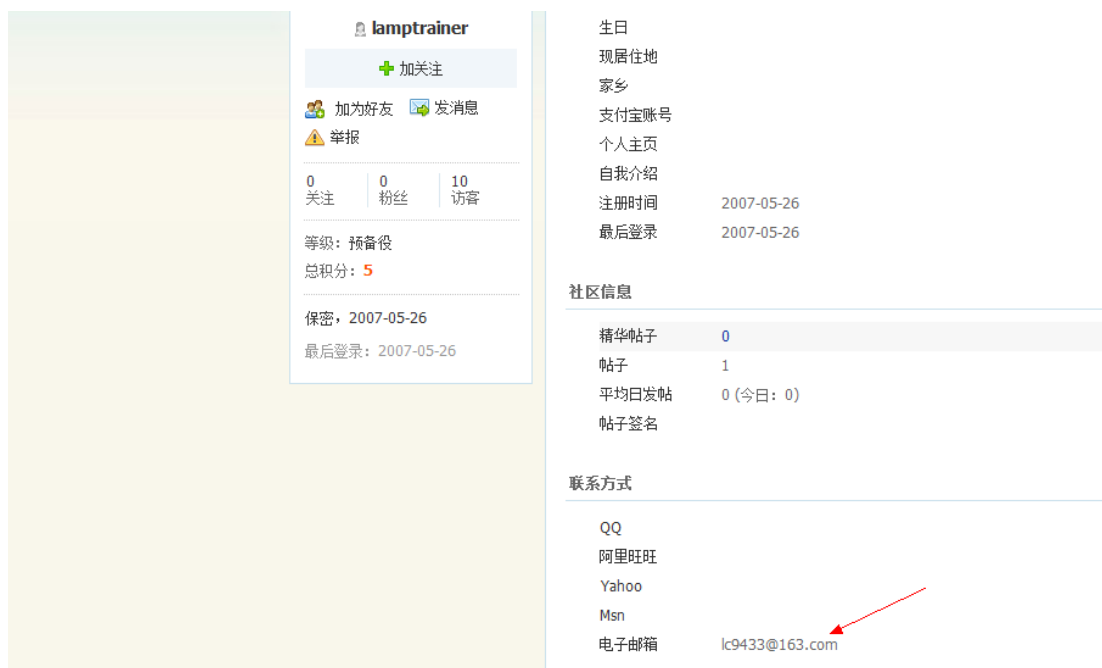 lamptrainer
加关注
加为好友 发消息
举报
0 0 10
关注 粉丝 访客
等级：预备役
总积分：5
保密，2007-05-26
最后登录：2007-05-26
生日
现居住地
家乡
支付宝账号
个人主页
自我介绍
注册时间 2007-05-26
最后登录 2007-05-26
社区信息
精华帖子 0
帖子 1
平均日发帖 0 (今日：0)
帖子签名
联系方式
QQ
阿里旺旺
Yahoo
Msn
电子邮箱 lc9433@163.com